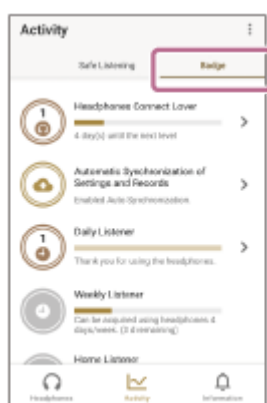 Activity
Safe Listening
Badge
1
Headphones Connect Lover
4 day(s) until the next level
Automatic Synchronization of
Settings and Records
Enabled Auto Synchronization.
1
Daily Listener
Thank you for using the headphones.
Weekly Listener
Can be acquired using headphones 4
days/week. (3 d remaining)
Home Listener
Headphones
Activity
Information